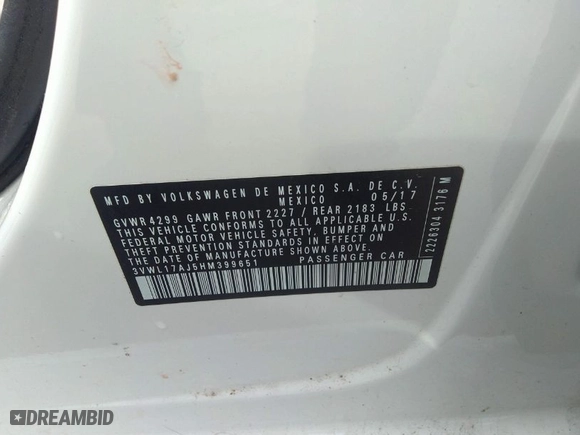 MFD BY VOLKSWAGEN DE MEXICO S.A. DE C.V.
MEXICO 05/17
GVWR 4299 GAWR FRONT 2227 / REAR 2183 LBS.
THIS VEHICLE CONFORMS TO ALL APPLICABLE U.S.
FEDERAL MOTOR VEHICLE SAFETY, BUMPER AND
THEFT PREVENTION STANDARDS IN EFFECT ON
THE DATE OF MANUFACTURE SHOWN ABOVE.
3VWL17AJ5HM399651 PASSENGER CAR
2226304 3176 M
DREAMBID